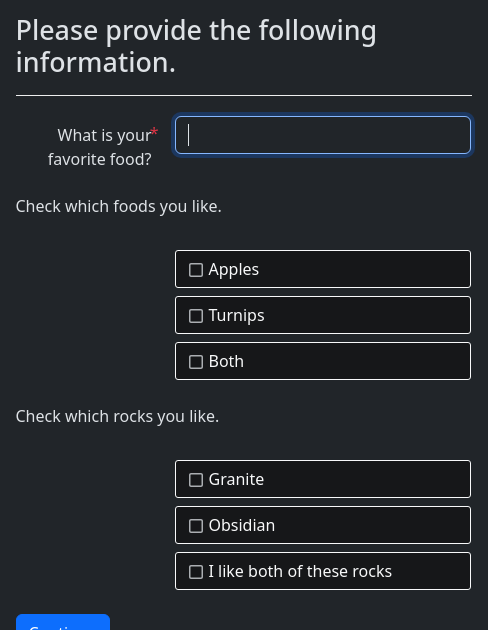 Please provide the following
information.
What is your*
favorite food?
Check which foods you like.
Apples
Turnips
Both
Check which rocks you like.
Granite
Obsidian
I like both of these rocks